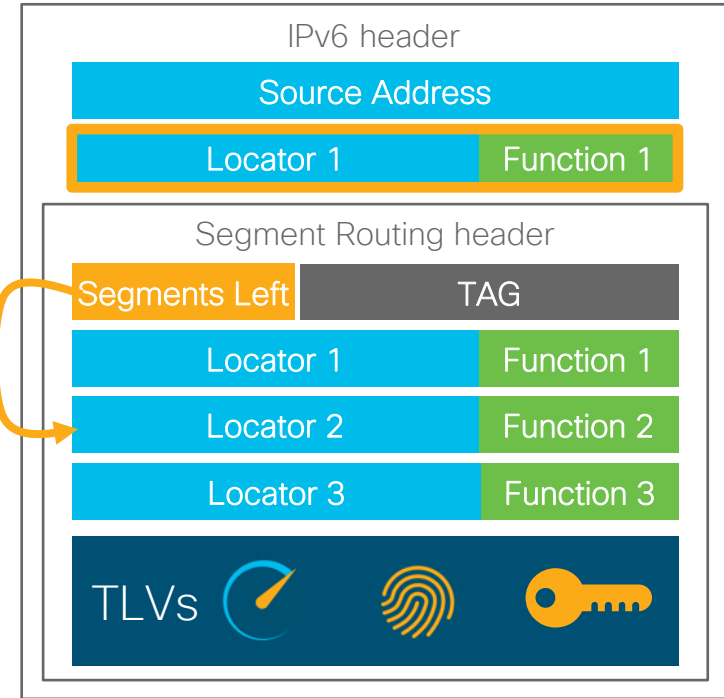 IPv6 header
Source Address
Locator 1 Function 1
Segment Routing header
Segments Left TAG
Locator 1 Function 1
Locator 2 Function 2
Locator 3 Function 3
TLVs